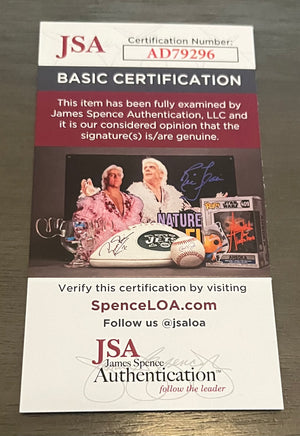 JSA
Certification Number:
AD79296
BASIC CERTIFICATION
This item has been fully examined by
James Spence Authentication, LLC and
it is our considered opinion that the
signature(s) is/are genuine.
NATURE
JETS
Verify this certification by visiting
SpenceLOA.com
Follow us @jsaloa
JSA
James Spence
Authentication™
follow the leader